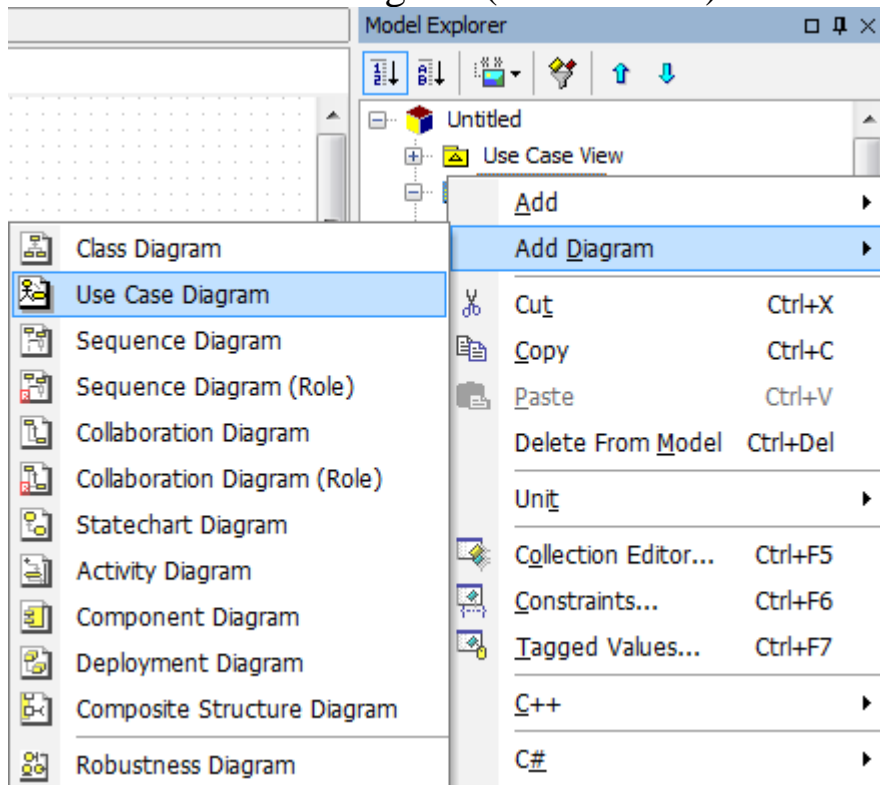 Model Explorer
Untitled
Use Case View
Add
Add Diagram
Cut Ctrl+X
Copy Ctrl+C
Paste Ctrl+V
Delete From Model Ctrl+Del
Unit
Collection Editor... Ctrl+F5
Constraints... Ctrl+F6
Tagged Values... Ctrl+F7
C++
C#
Class Diagram
Use Case Diagram
Sequence Diagram
Sequence Diagram (Role)
Collaboration Diagram
Collaboration Diagram (Role)
Statechart Diagram
Activity Diagram
Component Diagram
Deployment Diagram
Composite Structure Diagram
Robustness Diagram